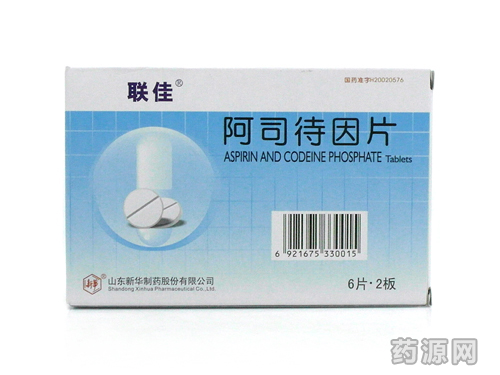 国药准字H20020576
联佳®
阿司待因片
ASPIRIN AND CODEINE PHOSPHATE Tablets
6 921675 330015
新华
山东新华制药股份有限公司
Shandong Xinhua Pharmaceutical Co.,Ltd.
6片·2板
药源网